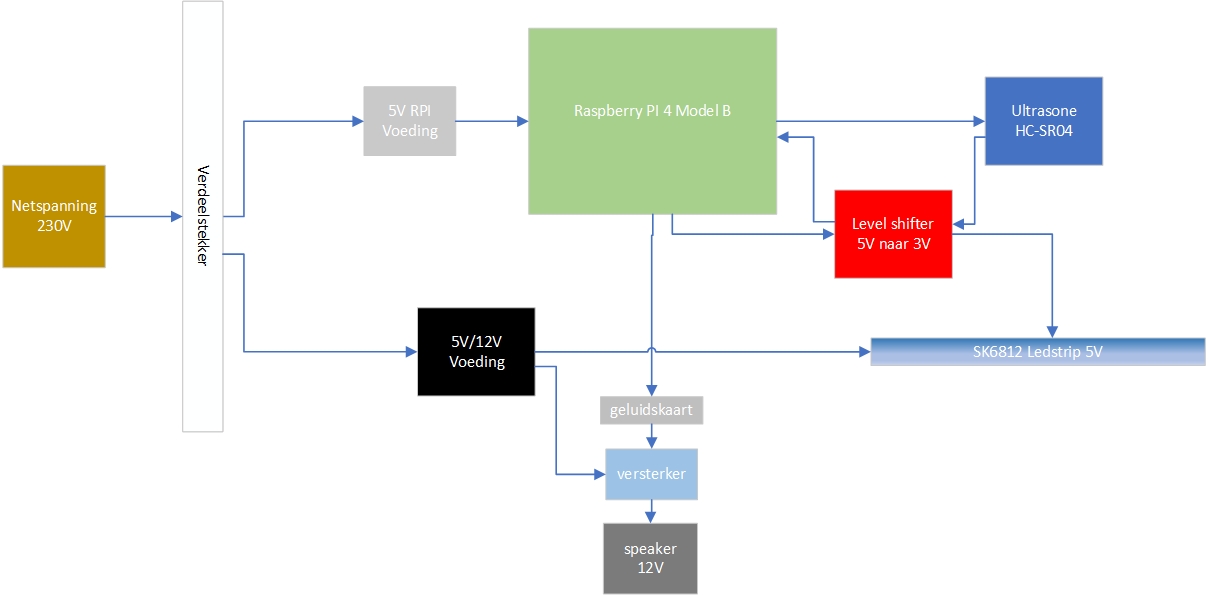 Netspanning
230V
Verdeelstekker
5V RPI
Voeding
Raspberry PI 4 Model B
Ultrasone
HC-SR04
Level shifter
5V naar 3V
5V/12V
Voeding
SK6812 Ledstrip 5V
geluidskaart
versterker
speaker
12V